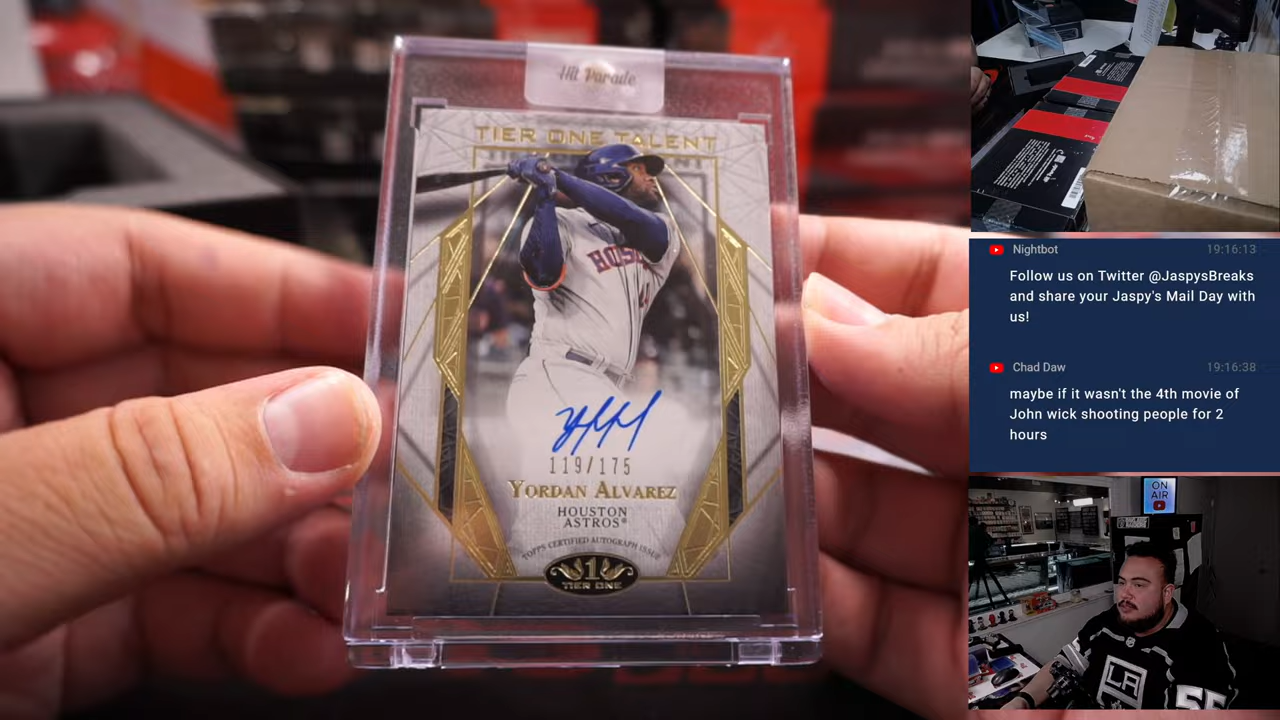 Hit Parade
TIER ONE TALENT
119/175
YORDAN ALVAREZ
HOUSTON
ASTROS®
TOPPS CERTIFIED AUTOGRAPH ISSUE
1
TIER ONE
Nightbot 19:16:13
Follow us on Twitter @JaspysBreaks
and share your Jaspy's Mail Day with
us!
Chad Daw 19:16:38
maybe if it wasn't the 4th movie of
John wick shooting people for 2
hours
ON
AIR
LA